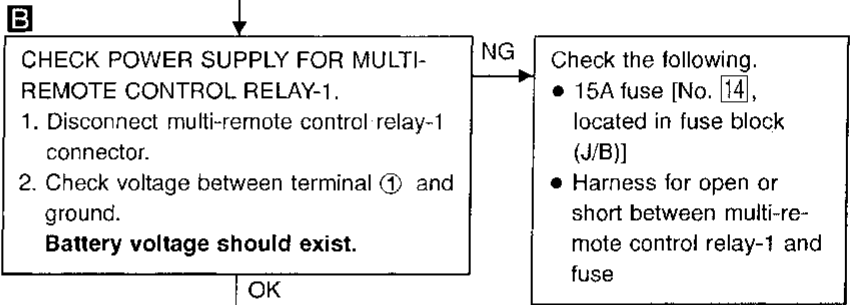 B
CHECK POWER SUPPLY FOR MULTI-
REMOTE CONTROL RELAY-1.
1. Disconnect multi-remote control relay-1
connector.
2. Check voltage between terminal ① and
ground.
Battery voltage should exist.
OK
NG
Check the following.
● 15A fuse [No. 14,
located in fuse block
(J/B)]
● Harness for open or
short between multi-re-
mote control relay-1 and
fuse